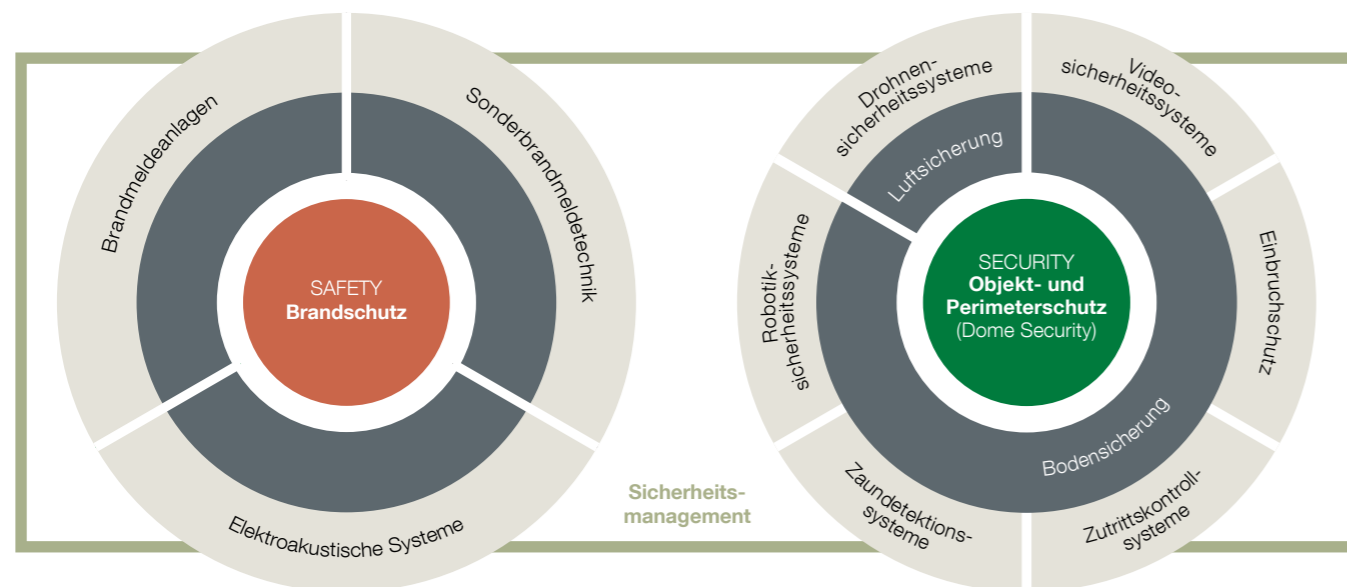 Brandmeldeanlagen
Sonderbrandmeldetechnik
Elektroakustische Systeme
SAFETY
Brandschutz
Sicherheits-
management
Drohnen-
sicherheitssysteme
Video-
sicherheitssysteme
Einbruchschutz
Zutrittskontroll-
systeme
Zaundetektions-
systeme
Robotik-
sicherheitssysteme
Luftsicherung
Bodensicherung
SECURITY
Objekt- und
Perimeterschutz
(Dome Security)